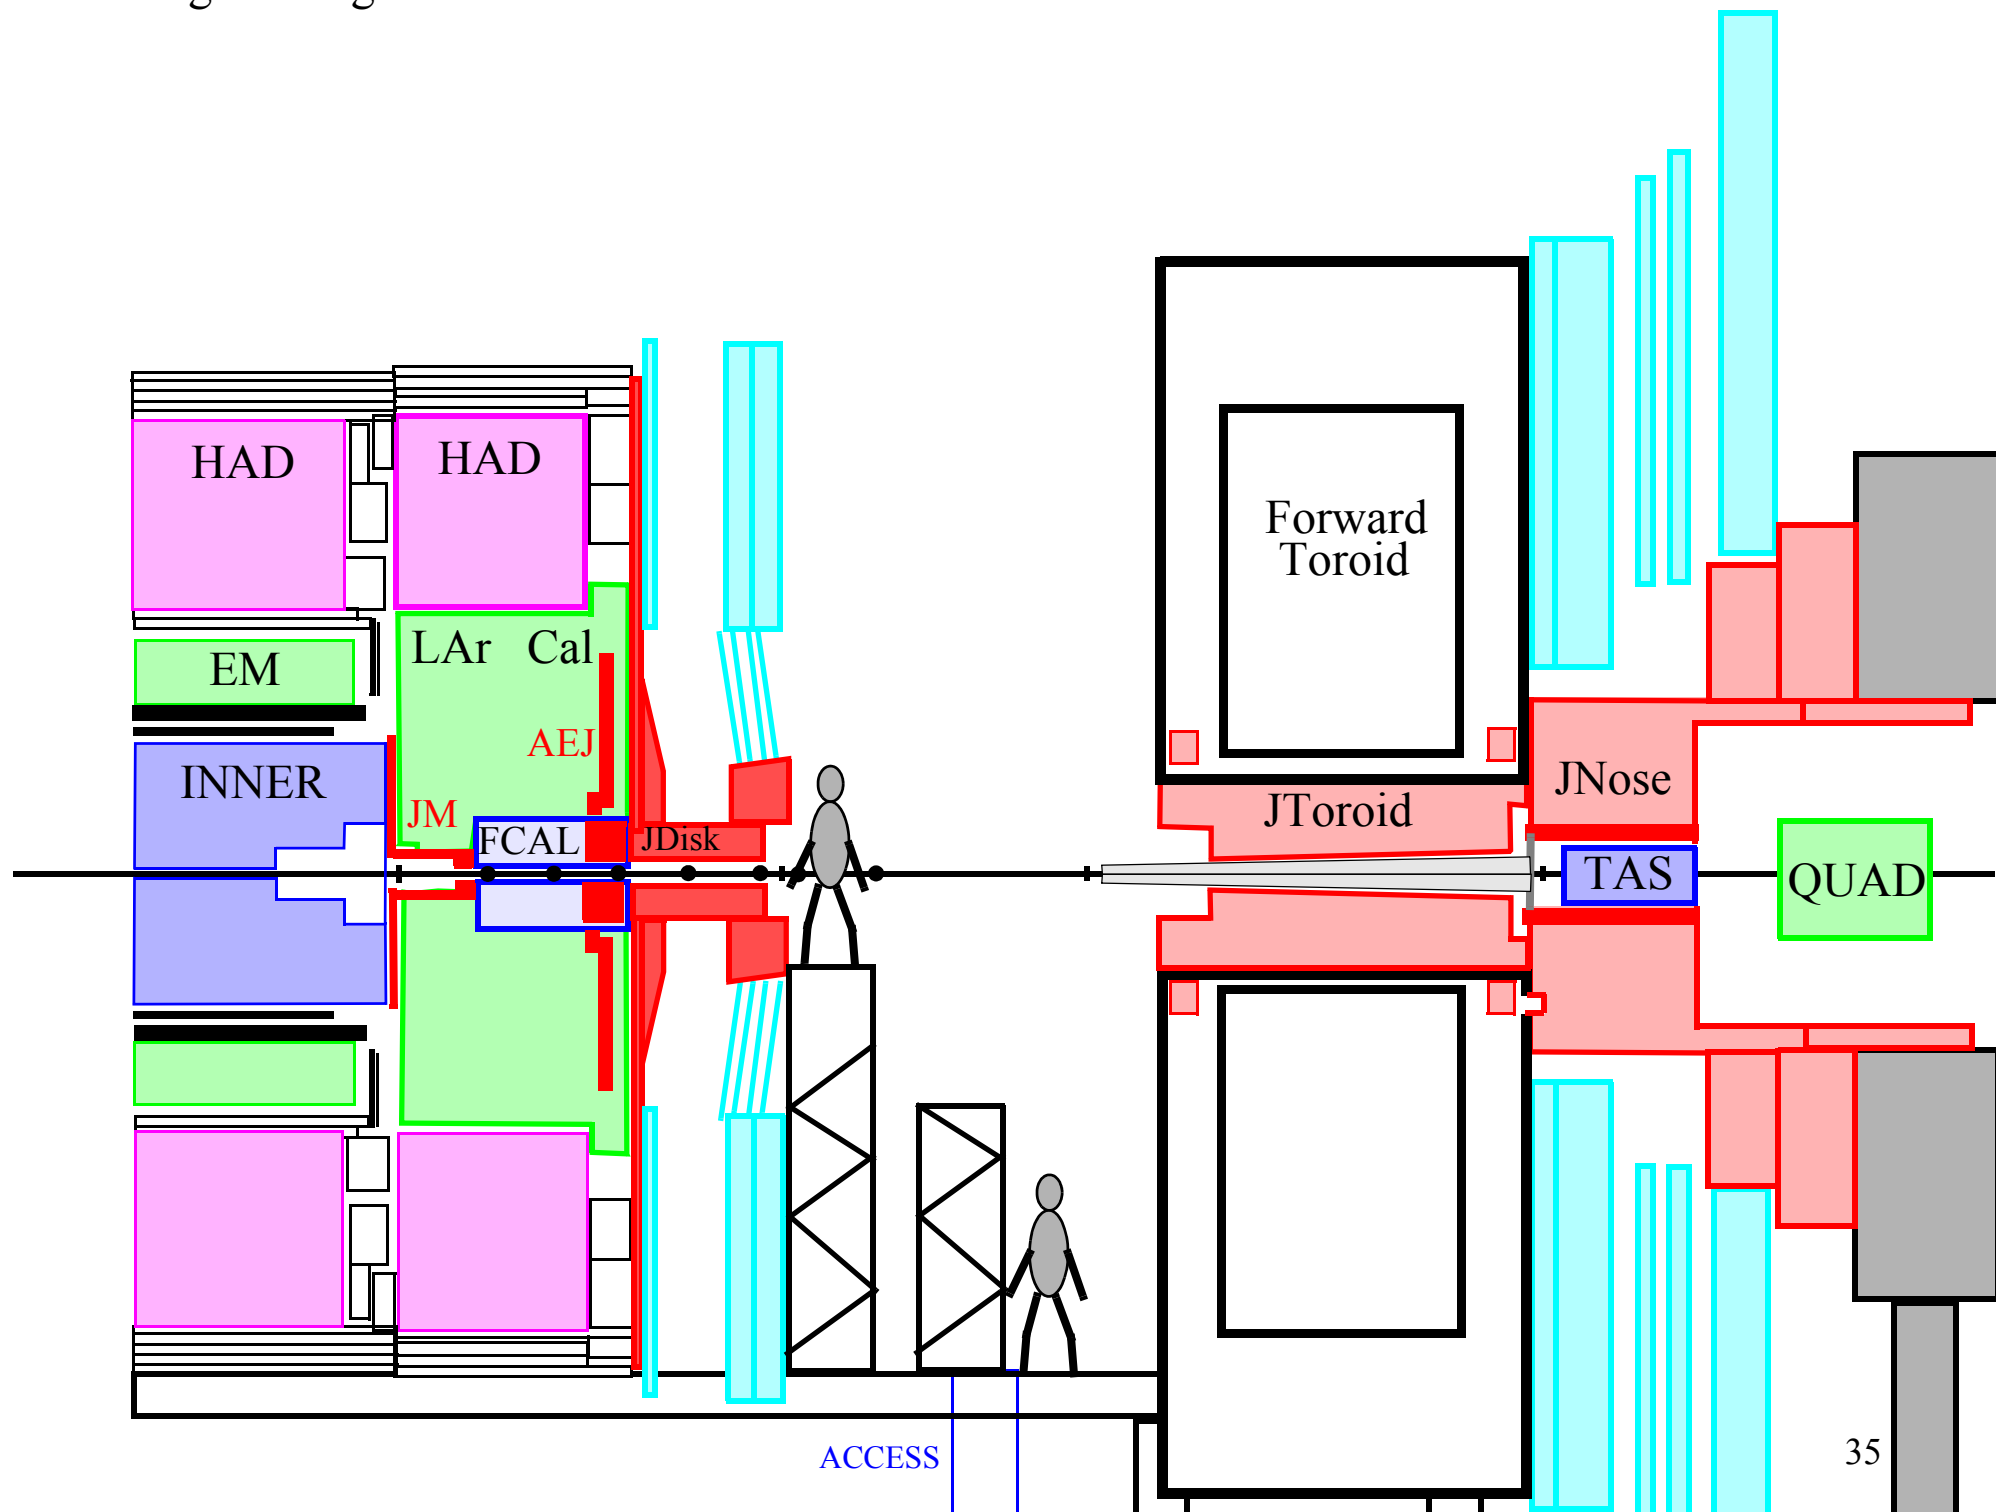 HAD
HAD
Forward
Toroid
LAr Cal
EM
AEJ
INNER
JNose
JM
JToroid
FCAL
JDisk
TAS
QUAD
35
ACCESS